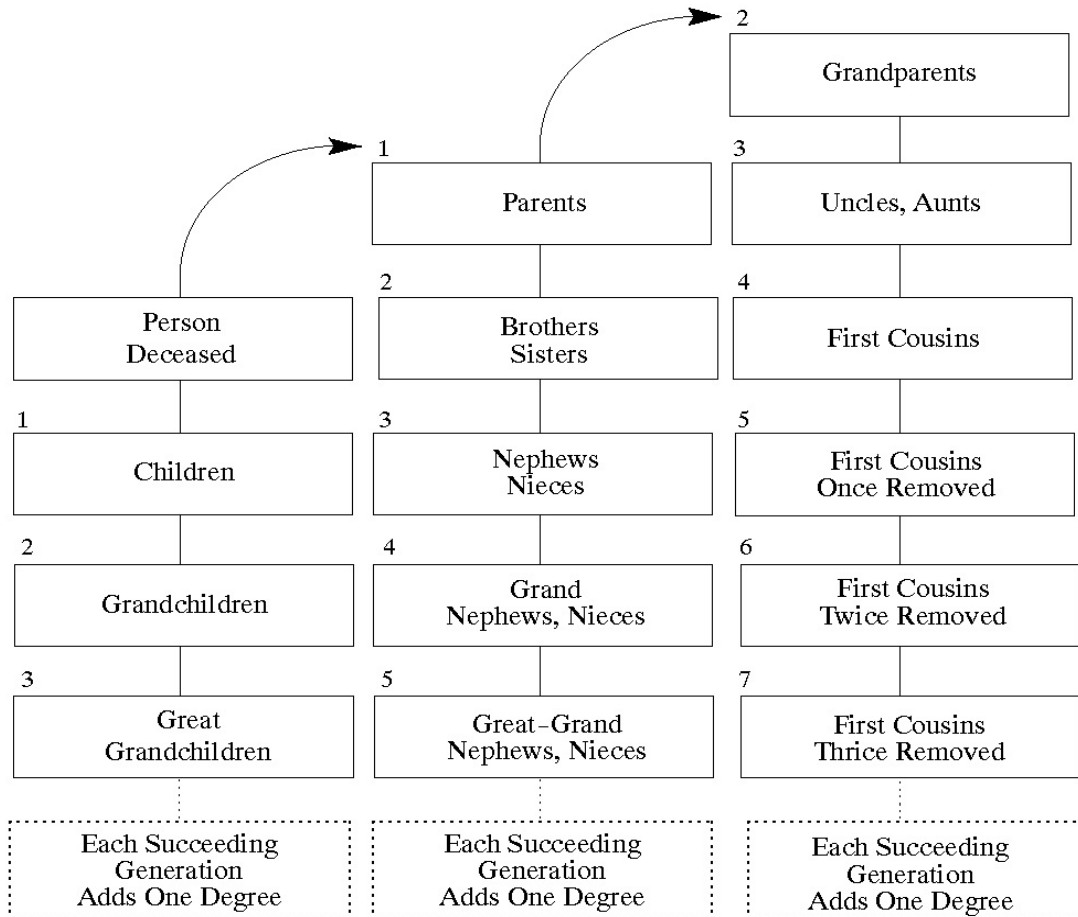 2
Grandparents
1
Parents
3
Uncles, Aunts
Person
Deceased
2
Brothers
Sisters
4
First Cousins
1
Children
3
Nephews
Nieces
5
First Cousins
Once Removed
2
Grandchildren
4
Grand
Nephews, Nieces
6
First Cousins
Twice Removed
3
Great
Grandchildren
5
Great-Grand
Nephews, Nieces
7
First Cousins
Thrice Removed
Each Succeeding
Generation
Adds One Degree
Each Succeeding
Generation
Adds One Degree
Each Succeeding
Generation
Adds One Degree